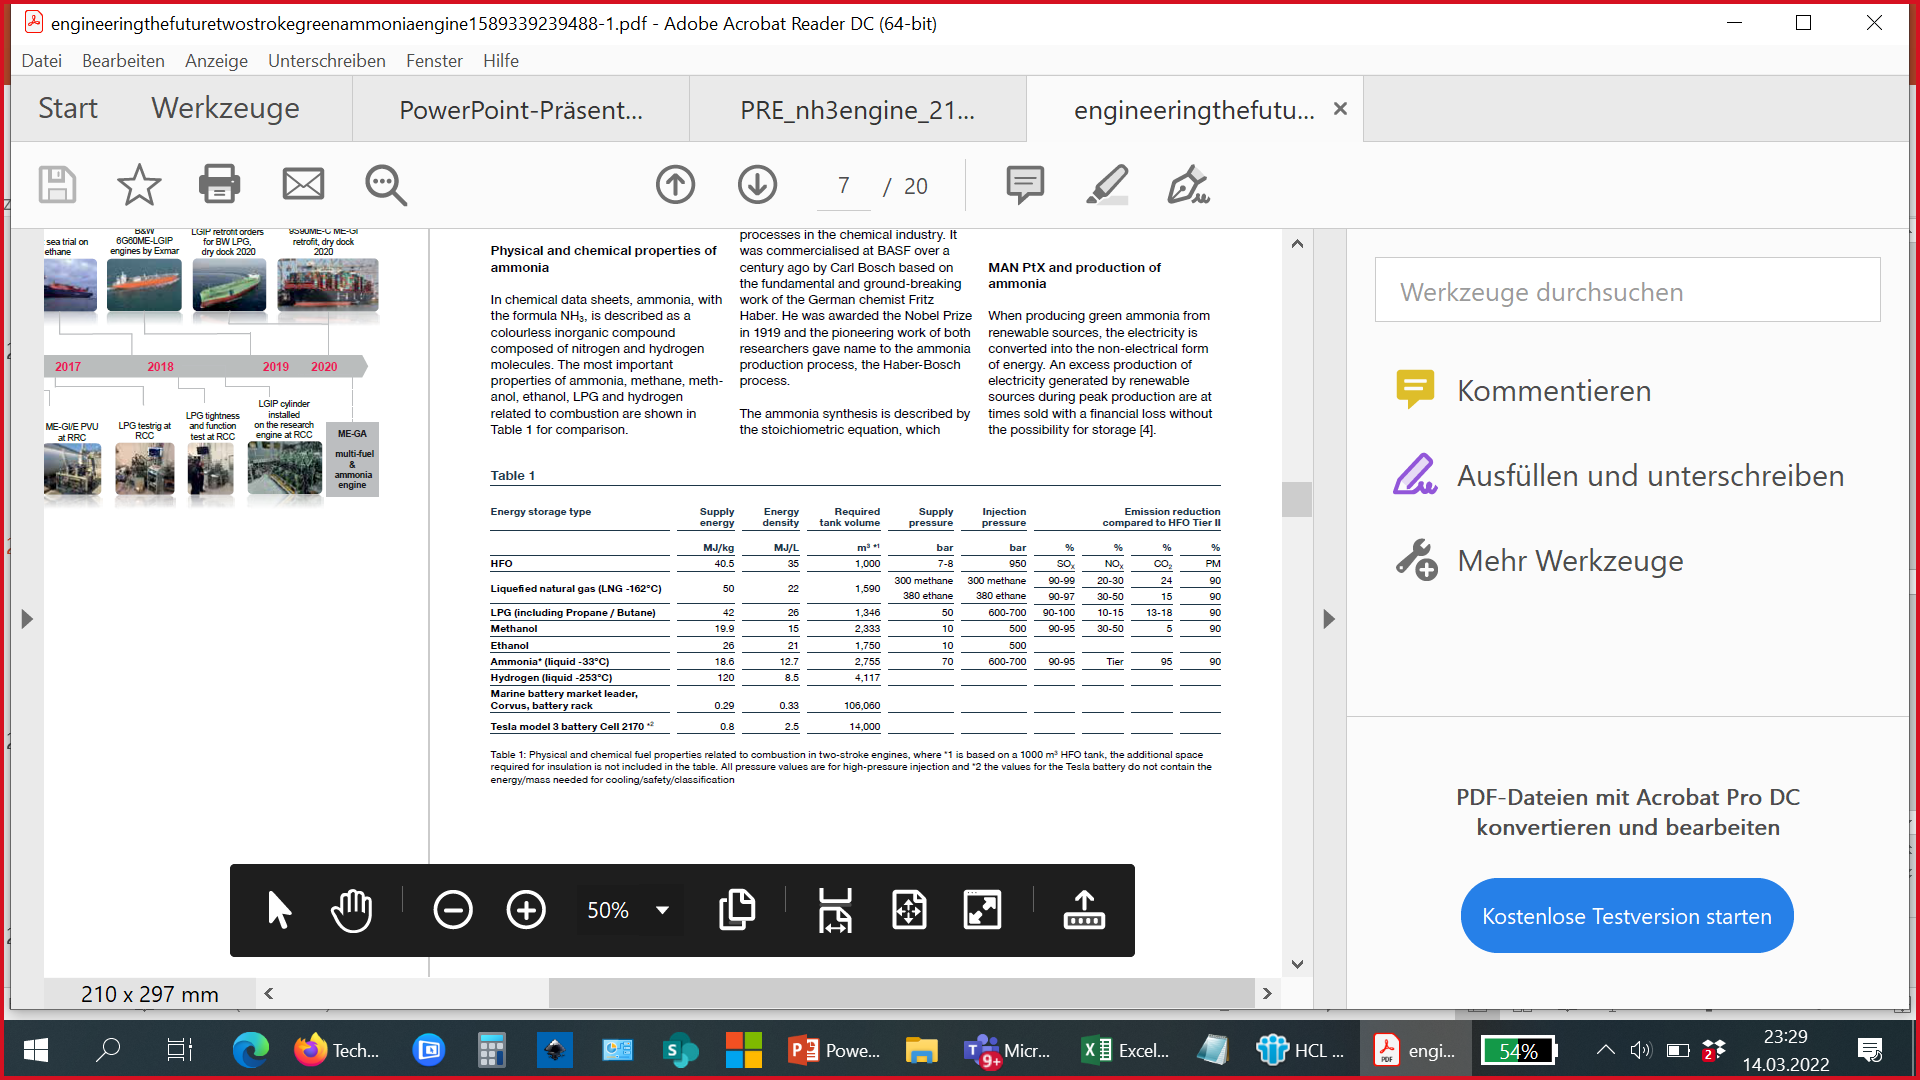 engineeringthefuturetwostrokegreenammoniaengine1589339239488-1.pdf - Adobe Acrobat Reader DC (64-bit)
Datei Bearbeiten Anzeige Unterschreiben Fenster Hilfe
Start Werkzeuge PowerPoint-Präsent... PRE_nh3engine_21... engineeringthefutu...
7 / 20
sea trial on
ethane
B&W
6G60ME-LGIP
engines by Exmar
LGIP retrofit orders
for BW LPG,
dry dock 2020
9S90ME-C ME-GI
retrofit, dry dock
2020
2017 2018 2019 2020
ME-GI/E PVU
at RRC
LPG testrig at
RCC
LPG tightness
and function
test at RCC
LGIP cylinder
installed
on the research
engine at RCC
ME-GA
multi-fuel
&
ammonia
engine
Physical and chemical properties of
ammonia
In chemical data sheets, ammonia, with
the formula NH₃, is described as a
colourless inorganic compound
composed of nitrogen and hydrogen
molecules. The most important
properties of ammonia, methane, meth-
anol, ethanol, LPG and hydrogen
related to combustion are shown in
Table 1 for comparison.
processes in the chemical industry. It
was commercialised at BASF over a
century ago by Carl Bosch based on
the fundamental and ground-breaking
work of the German chemist Fritz
Haber. He was awarded the Nobel Prize
in 1919 and the pioneering work of both
researchers gave name to the ammonia
production process, the Haber-Bosch
process.
The ammonia synthesis is described by
the stoichiometric equation, which
MAN PtX and production of
ammonia
When producing green ammonia from
renewable sources, the electricity is
converted into the non-electrical form
of energy. An excess production of
electricity generated by renewable
sources during peak production are at
times sold with a financial loss without
the possibility for storage [4].
Table 1
Energy storage type Supply energy Energy density Required tank volume Supply pressure Injection pressure Emission reduction compared to HFO Tier II
MJ/kg MJ/L m³ *¹ bar bar % % % %
HFO 40.5 35 1,000 7-8 950 SOₓ NOₓ CO₂ PM
Liquefied natural gas (LNG -162°C) 50 22 1,590 300 methane 300 methane 90-99 20-30 24 90
380 ethane 380 ethane 90-97 30-50 15 90
LPG (including Propane / Butane) 42 26 1,346 50 600-700 90-100 10-15 13-18 90
Methanol 19.9 15 2,333 10 500 90-95 30-50 5 90
Ethanol 26 21 1,750 10 500
Ammonia* (liquid -33°C) 18.6 12.7 2,755 70 600-700 90-95 Tier 95 90
Hydrogen (liquid -253°C) 120 8.5 4,117
Marine battery market leader,
Corvus, battery rack 0.29 0.33 106,060
Tesla model 3 battery Cell 2170 *² 0.8 2.5 14,000
Table 1: Physical and chemical fuel properties related to combustion in two-stroke engines, where *1 is based on a 1000 m³ HFO tank, the additional space
required for insulation is not included in the table. All pressure values are for high-pressure injection and *2 the values for the Tesla battery do not contain the
energy/mass needed for cooling/safety/classification
Werkzeuge durchsuchen
Kommentieren
Ausfüllen und unterschreiben
Mehr Werkzeuge
PDF-Dateien mit Acrobat Pro DC
konvertieren und bearbeiten
Kostenlose Testversion starten
50%
210 x 297 mm
Tech... Powe... 9+ Micr... Excel... HCL ... engi... 54% 2 23:29
14.03.2022